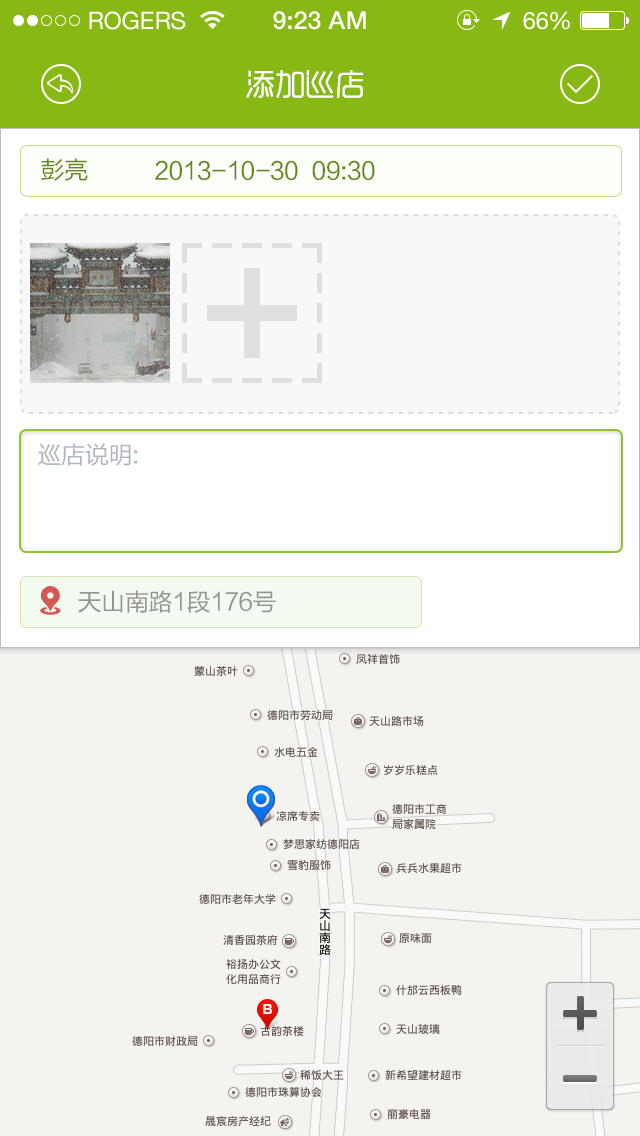 ROGERS 9:23 AM 66%
添加巡店
彭亮 2013-10-30 09:30
巡店说明:
天山南路1段176号
凤祥首饰
蒙山茶叶
德阳市劳动局
天山路市场
水电五金
岁岁乐糕点
德阳市工商
局家属院
凉席专卖
梦思家纺德阳店
雪豹服饰
兵兵水果超市
德阳市老年大学
天山南路
清香园茶府
原味面
裕扬办公文
化用品商行
什邡云西板鸭
B
古韵茶楼
天山玻璃
德阳市财政局
稀饭大王
新希望建材超市
德阳市珠算协会
丽豪电器
晟宸房产经纪